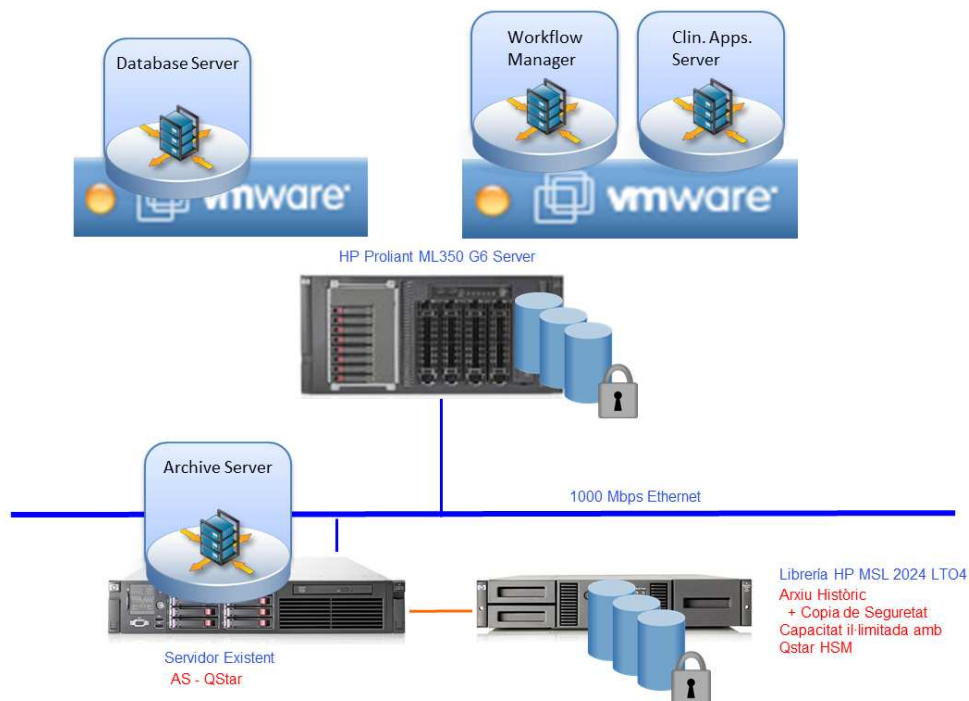 Database Server
Workflow
Manager
Clin. Apps.
Server
vmware
vmware
HP Proliant ML350 G6 Server
Archive Server
1000 Mbps Ethernet
Servidor Existent
AS - QStar
Librería HP MSL 2024 LTO4
Arxiu Històric
+ Copia de Seguretat
Capacitat il·limitada amb
Qstar HSM